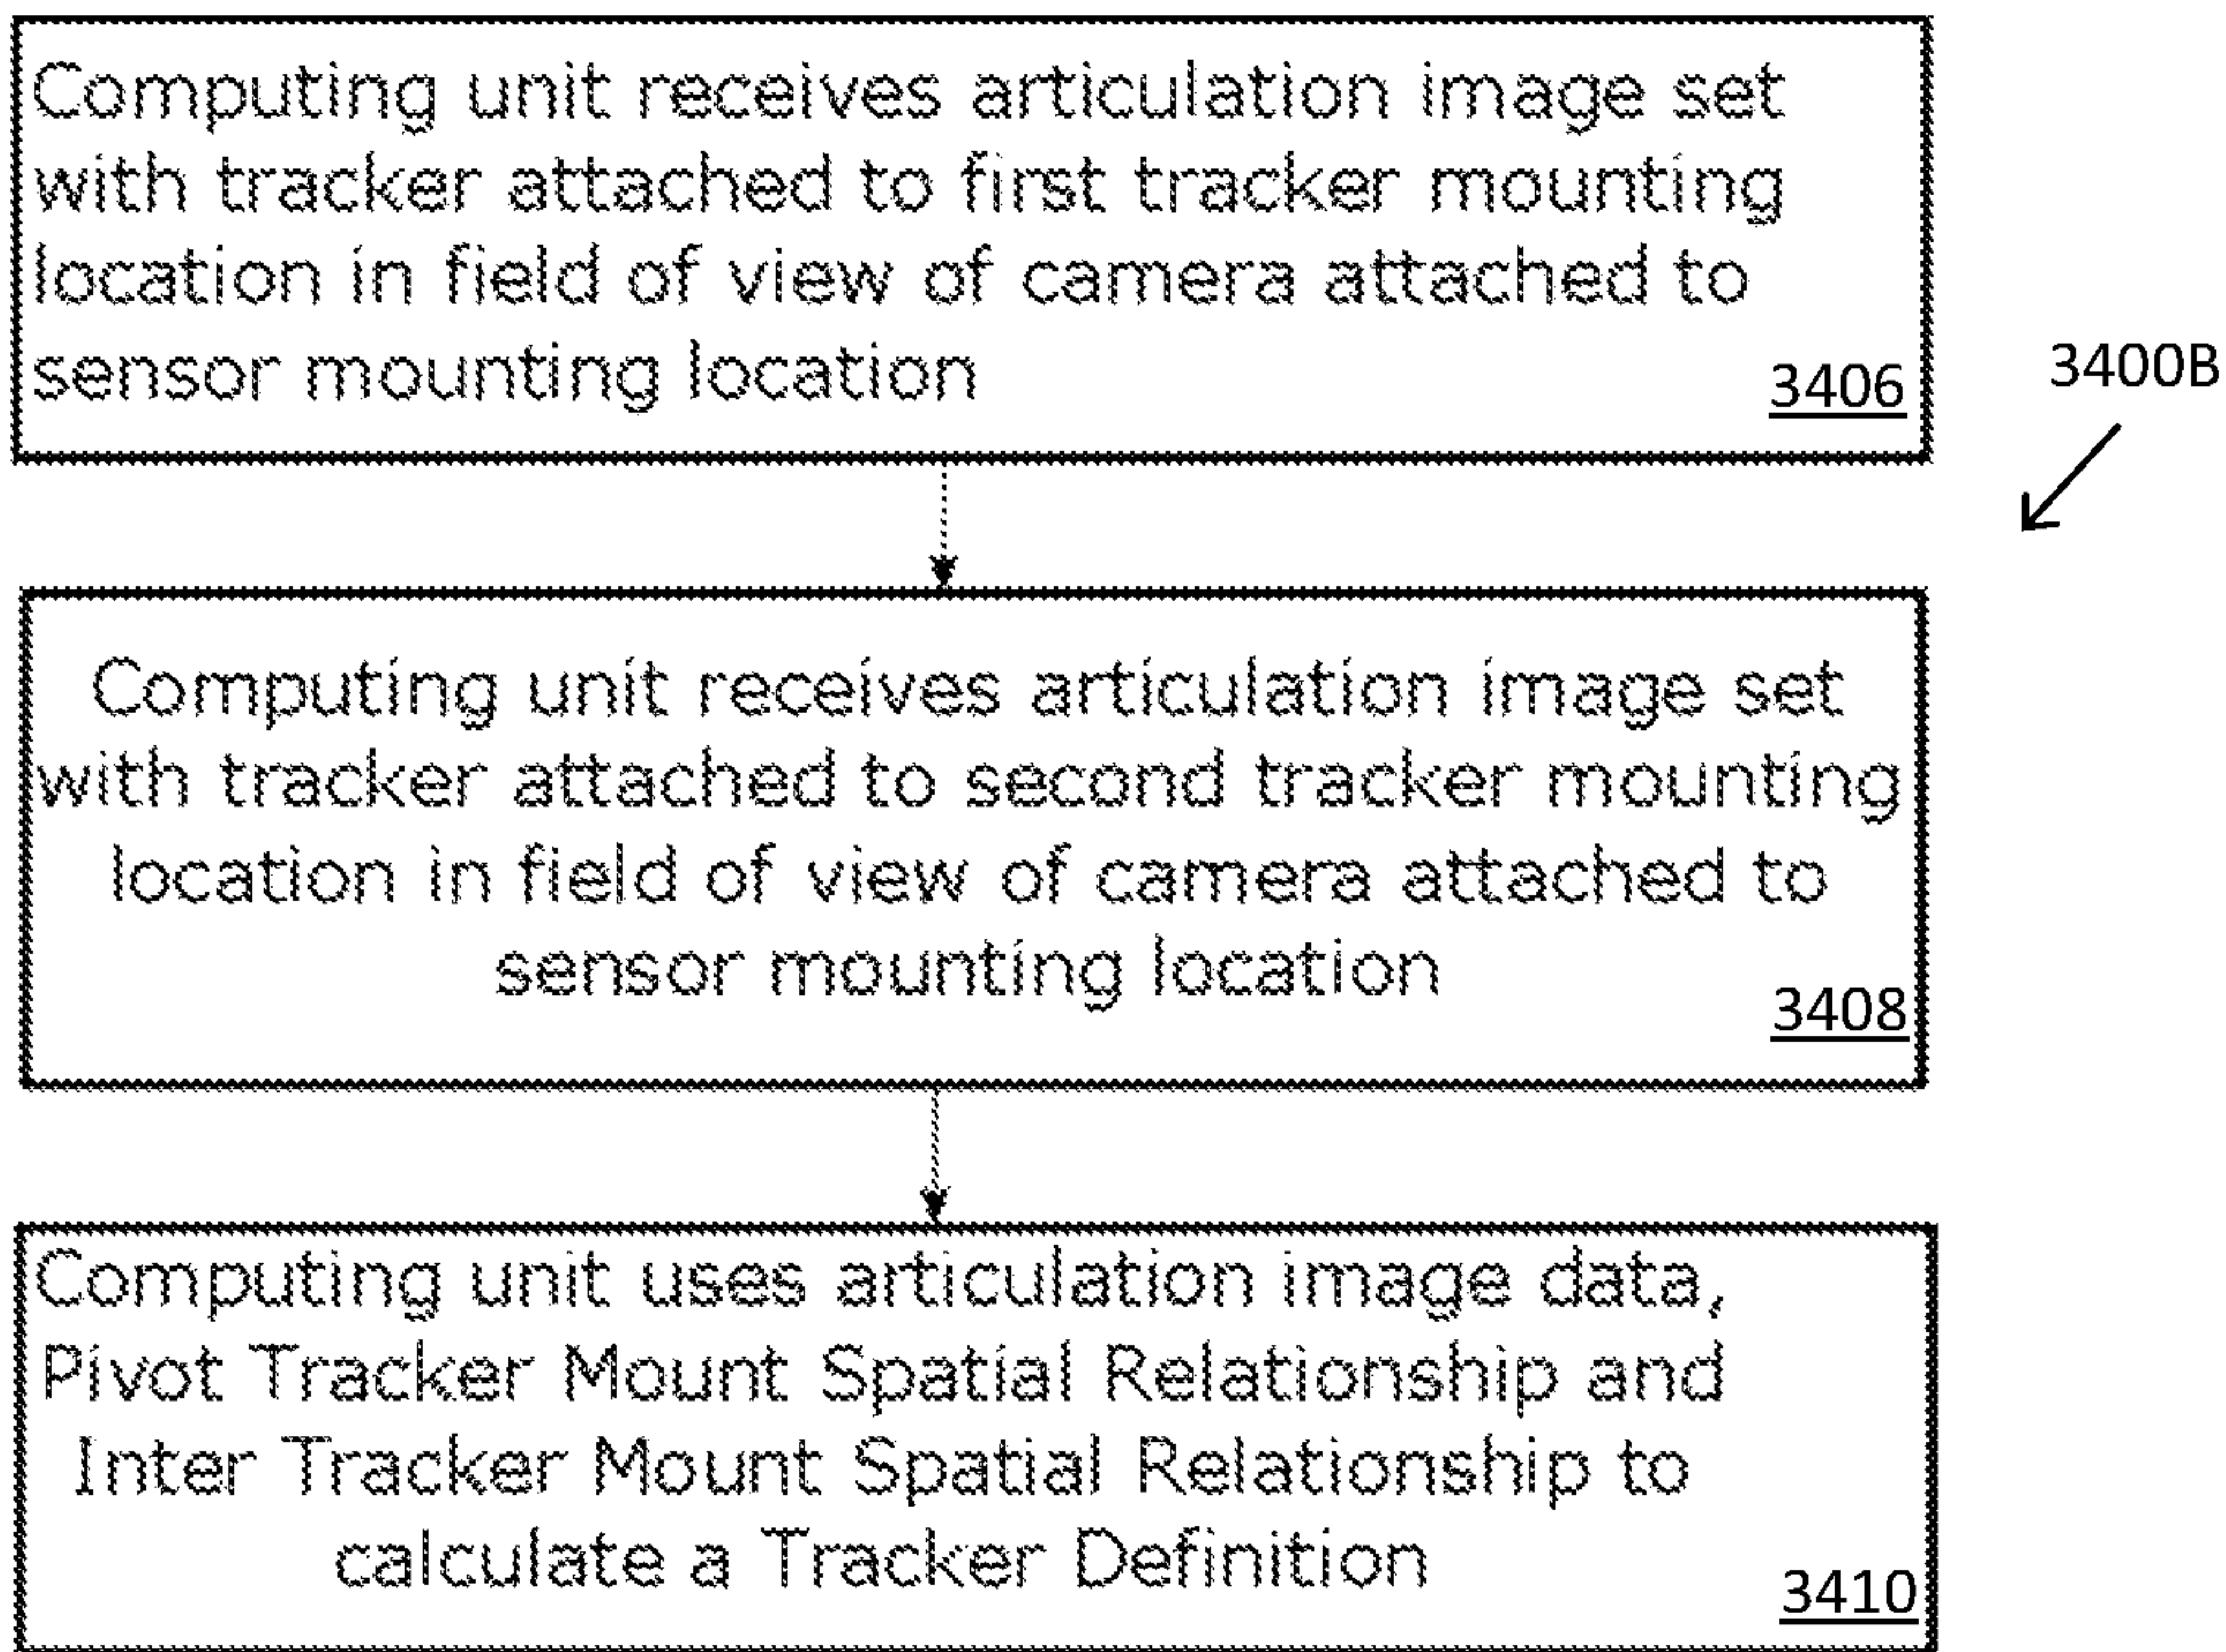 Computing unit receives articulation image set
with tracker attached to first tracker mounting
location in field of view of camera attached to
sensor mounting location
3406
3400B
Computing unit receives articulation image set
with tracker attached to second tracker mounting
location in field of view of camera attached to
sensor mounting location
3408
Computing unit uses articulation image data,
Pivot Tracker Mount Spatial Relationship and
Inter Tracker Mount Spatial Relationship to
calculate a Tracker Definition
3410